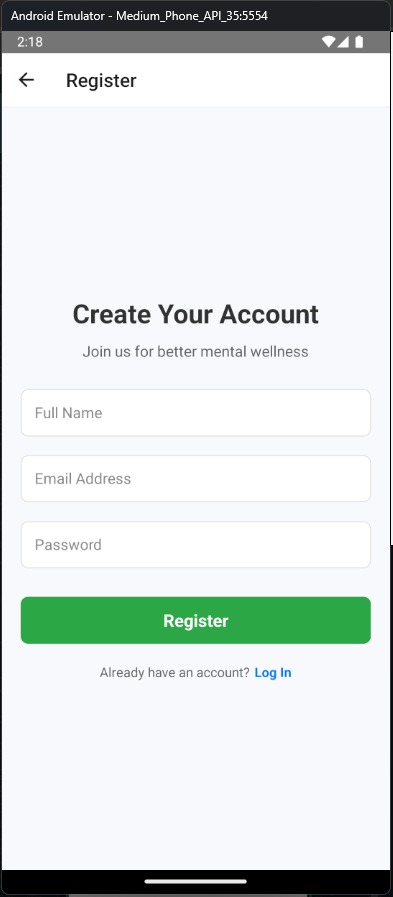 Android Emulator - Medium_Phone_API_35:5554
2:18
Register
Create Your Account
Join us for better mental wellness
Full Name
Email Address
Password
Register
Already have an account? Log In